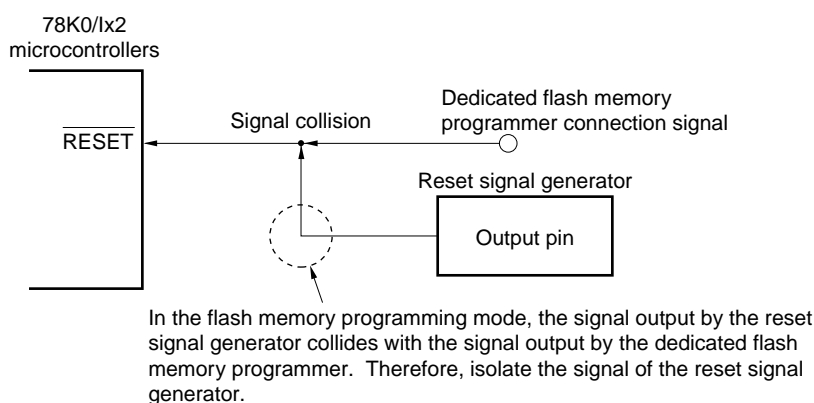 78K0/Ix2
microcontrollers
RESET
Signal collision
Dedicated flash memory
programmer connection signal
Reset signal generator
Output pin
In the flash memory programming mode, the signal output by the reset
signal generator collides with the signal output by the dedicated flash
memory programmer.  Therefore, isolate the signal of the reset signal
generator.